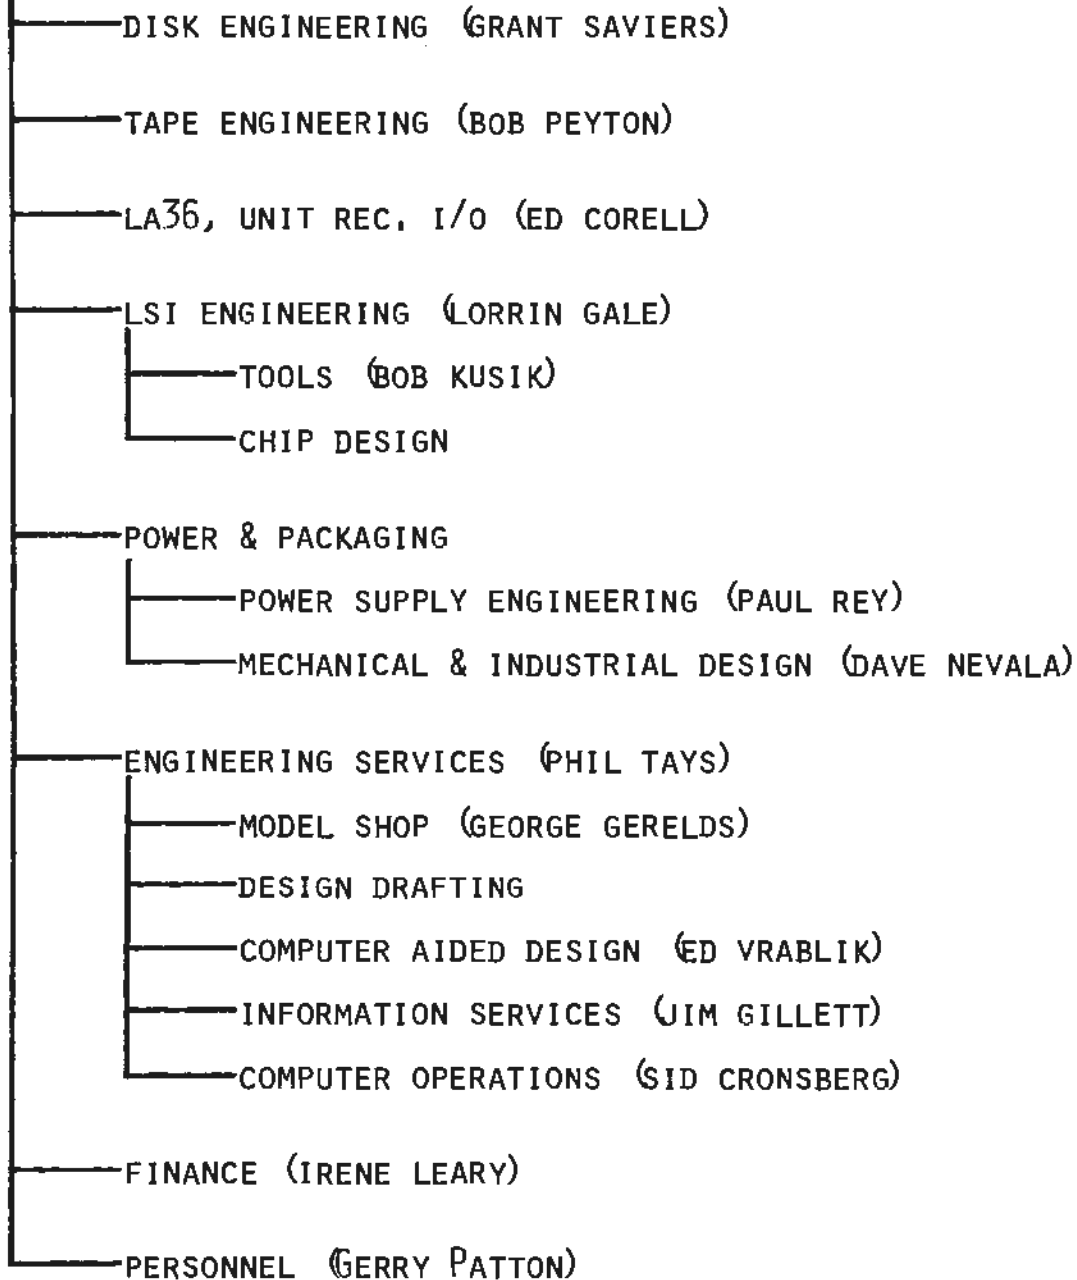 DISK ENGINEERING (GRANT SAVIERS)
TAPE ENGINEERING (BOB PEYTON)
LA36, UNIT REC. I/O (ED CORELL)
LSI ENGINEERING (LORRIN GALE)
TOOLS (BOB KUSIK)
CHIP DESIGN
POWER & PACKAGING
POWER SUPPLY ENGINEERING (PAUL REY)
MECHANICAL & INDUSTRIAL DESIGN (DAVE NEVALA)
ENGINEERING SERVICES (PHIL TAYS)
MODEL SHOP (GEORGE GERELDS)
DESIGN DRAFTING
COMPUTER AIDED DESIGN (ED VRABLIK)
INFORMATION SERVICES (JIM GILLETT)
COMPUTER OPERATIONS (SID CRONSBERG)
FINANCE (IRENE LEARY)
PERSONNEL (GERRY PATTON)